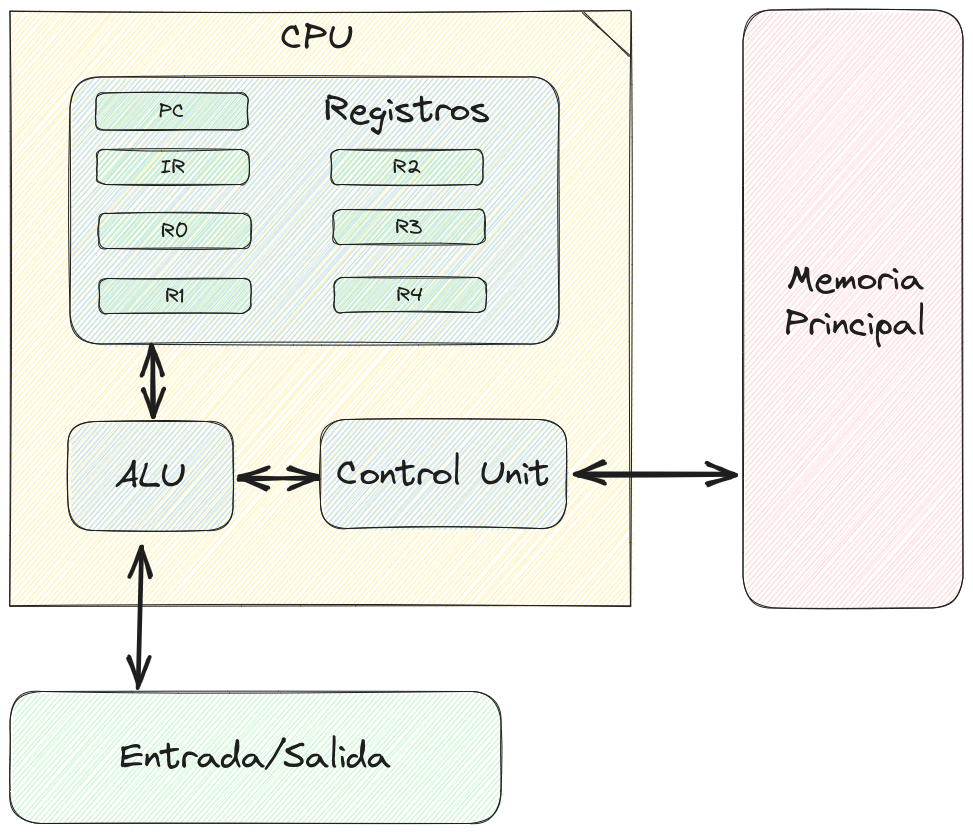 CPU
Registros
PC
IR
R0
R1
R2
R3
R4
ALU
Control Unit
Memoria
Principal
Entrada/Salida